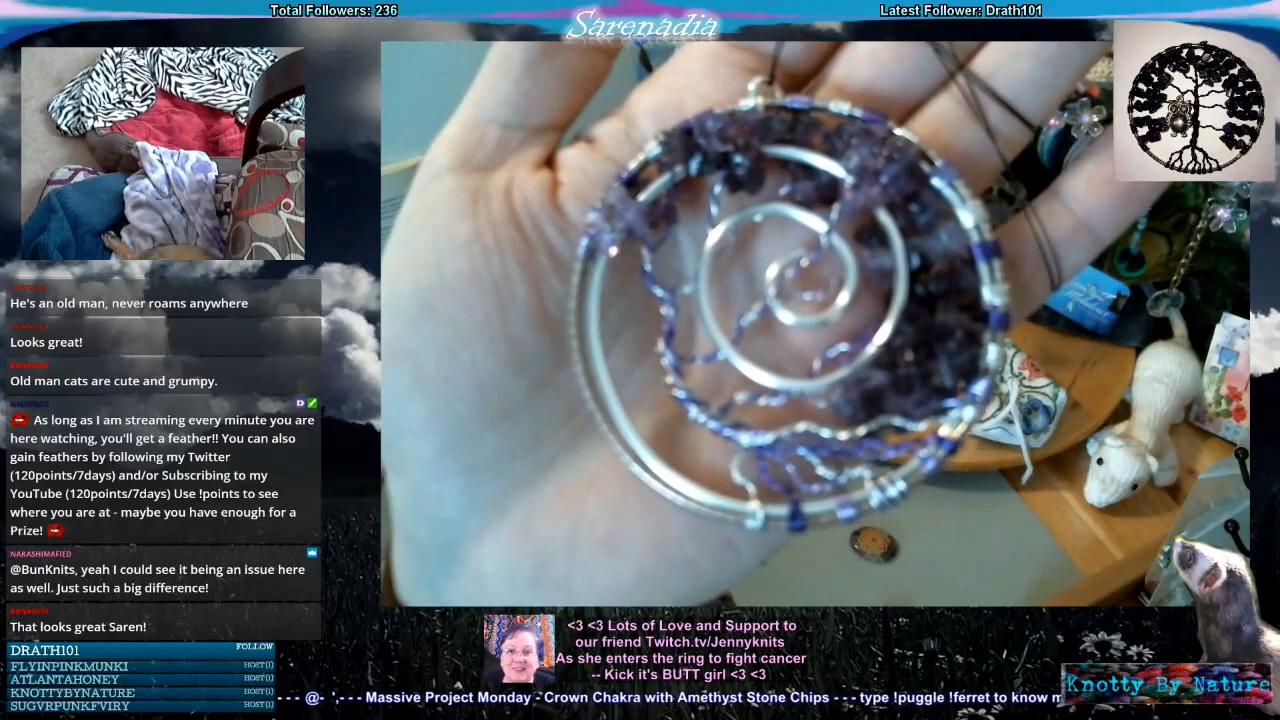 Total Followers: 236
Sarenadia
Latest Follower: Drath101
He's an old man, never roams anywhere
Looks great!
BUNKNITS
Old man cats are cute and grumpy.
NIGHTBOT
As long as I am streaming every minute you are
here watching, you'll get a feather!! You can also
gain feathers by following my Twitter
(120points/7days) and/or Subscribing to my
YouTube (120points/7days) Use !points to see
where you are at - maybe you have enough for a
Prize!
NAKASHIMAFIED
@BunKnits, yeah I could see it being an issue here
as well. Just such a big difference!
BUNKNITS
That looks great Saren!
DRATH101 FOLLOW
FLYINPINKMUNKI HOST(1)
ATLANTAHONEY HOST(1)
KNOTTYBYNATURE HOST(1)
SUGVRPUNKFVIRY HOST(1)
<3 <3 Lots of Love and Support to
our friend Twitch.tv/Jennyknits
As she enters the ring to fight cancer
-- Kick it's BUTT girl <3 <3
- - - @- '.- - - Massive Project Monday - Crown Chakra with Amethyst Stone Chips - - - type !puggle !ferret to know m
Knotty By Nature